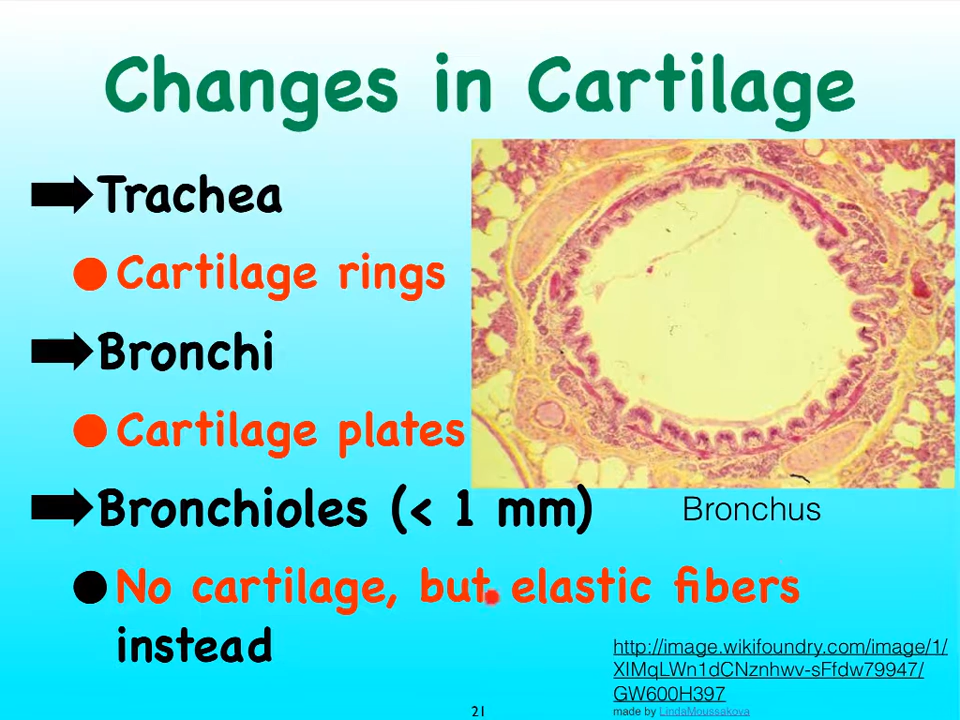 Changes in Cartilage
Trachea
Cartilage rings
Bronchi
Cartilage plates
Bronchioles (< 1 mm)
Bronchus
No cartilage, but elastic fibers
instead
http://image.wikifoundry.com/image/1/
XIMqLWn1dCNznhwv-sFfdw79947/
GW600H397
made by LindaMoussakova
21